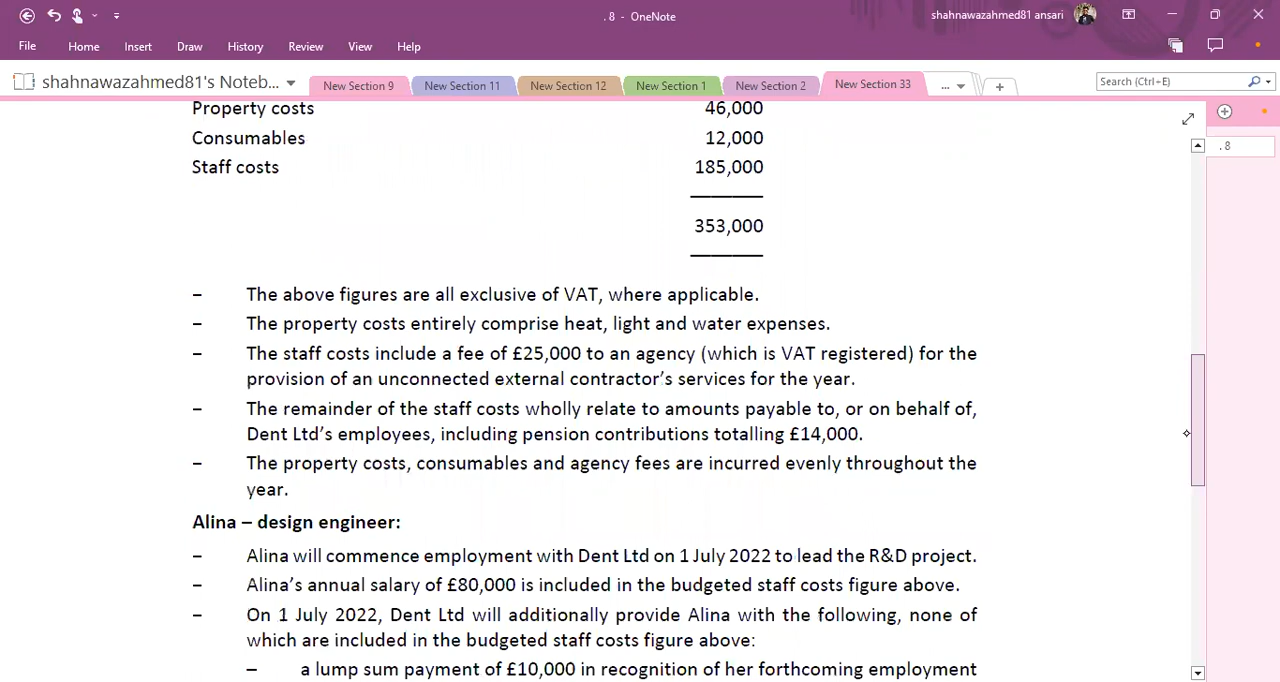 . 8 - OneNote
shahnawazahmed81 ansari
File Home Insert Draw History Review View Help
shahnawazahmed81's Noteb...
New Section 9 New Section 11 New Section 12 New Section 1 New Section 2 New Section 33 ...
Search (Ctrl+E)
. 8
Property costs 46,000
Consumables 12,000
Staff costs 185,000
353,000
– The above figures are all exclusive of VAT, where applicable.
– The property costs entirely comprise heat, light and water expenses.
– The staff costs include a fee of £25,000 to an agency (which is VAT registered) for the
provision of an unconnected external contractor's services for the year.
– The remainder of the staff costs wholly relate to amounts payable to, or on behalf of,
Dent Ltd's employees, including pension contributions totalling £14,000.
– The property costs, consumables and agency fees are incurred evenly throughout the
year.
Alina – design engineer:
– Alina will commence employment with Dent Ltd on 1 July 2022 to lead the R&D project.
– Alina's annual salary of £80,000 is included in the budgeted staff costs figure above.
– On 1 July 2022, Dent Ltd will additionally provide Alina with the following, none of
which are included in the budgeted staff costs figure above:
– a lump sum payment of £10,000 in recognition of her forthcoming employment